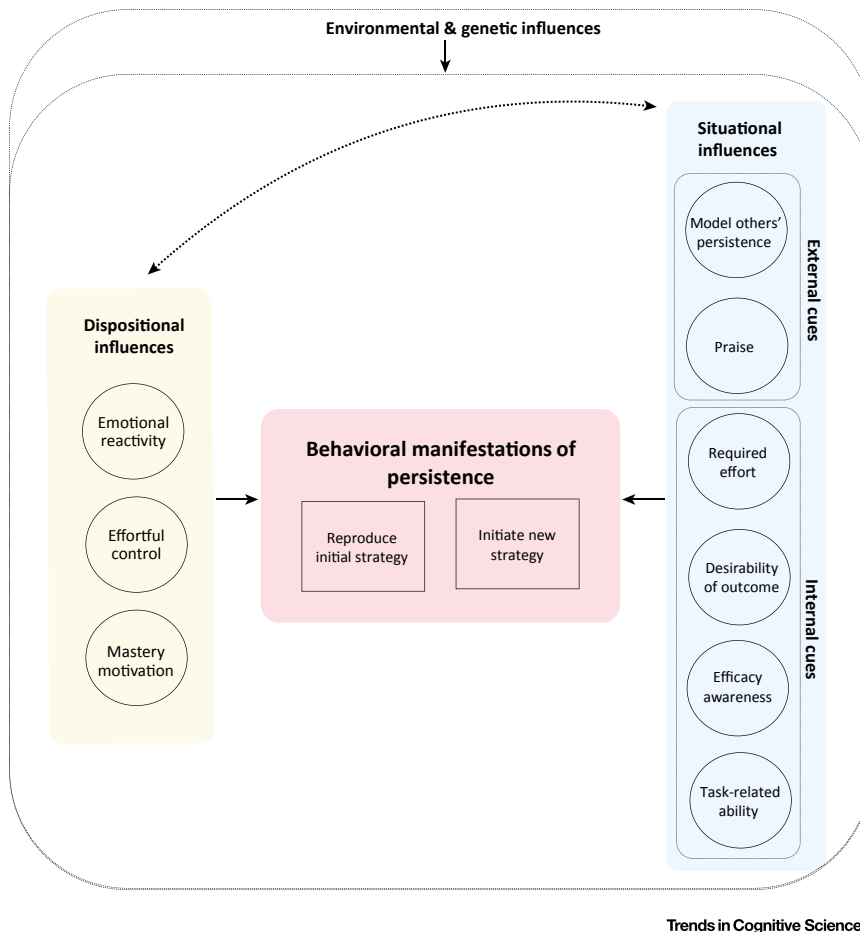 Environmental & genetic influences
Situational
influences
Model others’
persistence
Praise
External cues
Required
effort
Desirability
of outcome
Efficacy
awareness
Task-related
ability
Internal cues
Dispositional
influences
Emotional
reactivity
Effortful
control
Mastery
motivation
Behavioral manifestations of
persistence
Reproduce
initial strategy
Initiate new
strategy
Trends in Cognitive Science